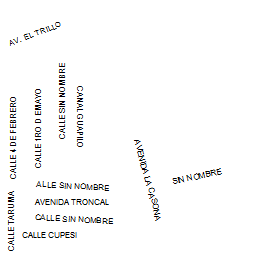 AV. EL TRILLO
CALLE SIN NOMBRE
CANAL GUAPILO
CALLE 1RO D EMAYO
CALLE 4 DE FEBRERO
AVENIDA LA CASONA
SIN NOMBRE
ALLE SIN NOMBRE
CALLE TARUMA
AVENIDA TRONCAL
CALLE SIN NOMBRE
CALLE CUPESI